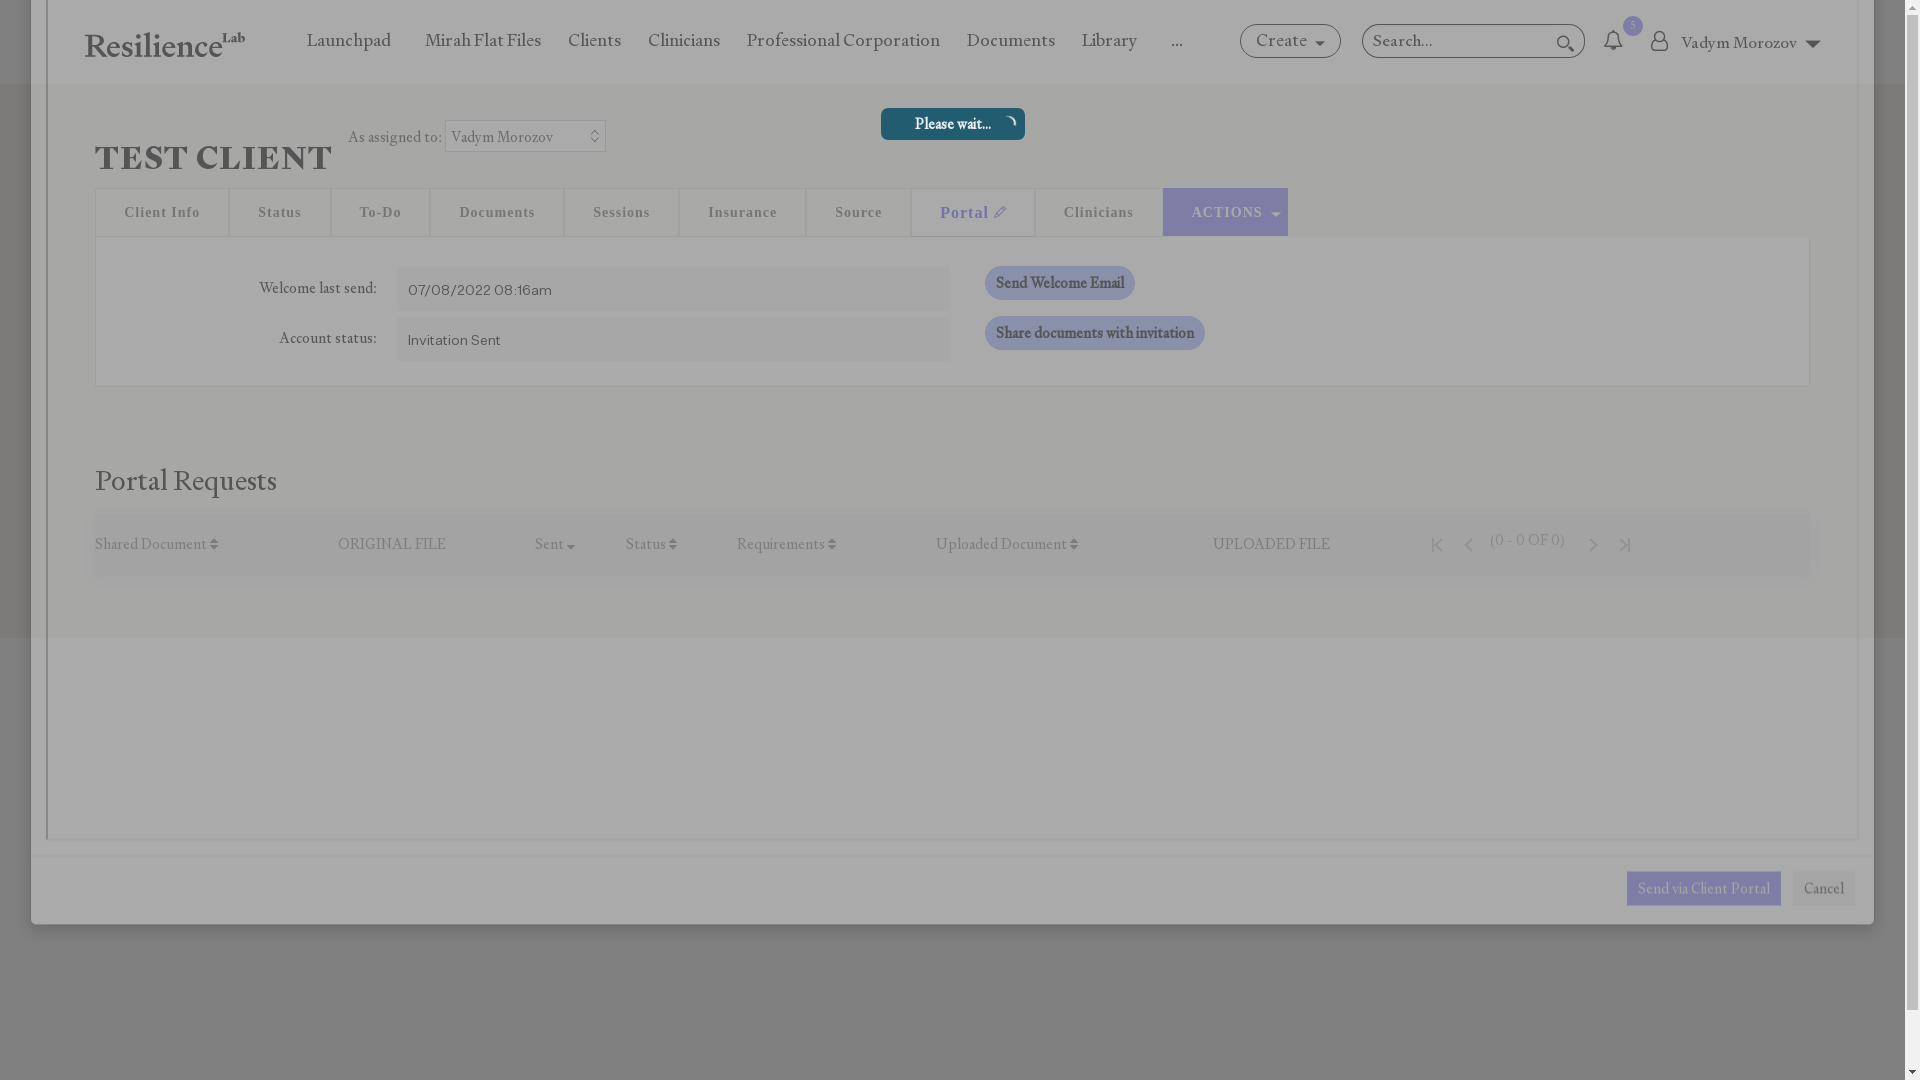 ResilienceLab Launchpad Mirah Flat Files Clients Clinicians Professional Corporation Documents Library ... Create Search... 5 Vadym Morozov
Please wait...
As assigned to: Vadym Morozov
TEST CLIENT
Client Info Status To-Do Documents Sessions Insurance Source Portal Clinicians ACTIONS
Welcome last send: 07/08/2022 08:16am Send Welcome Email
Account status: Invitation Sent Share documents with invitation
Portal Requests
Shared Document ORIGINAL FILE Sent Status Requirements Uploaded Document UPLOADED FILE (0 - 0 OF 0)
Send via Client Portal Cancel